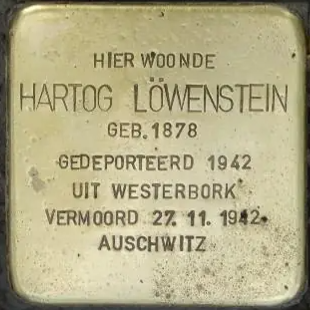 HIER WOONDE
HARTOG LÖWENSTEIN
GEB. 1878
GEDEPORTEERD 1942
UIT WESTERBORK
VERMOORD 27. 11. 1942
AUSCHWITZ